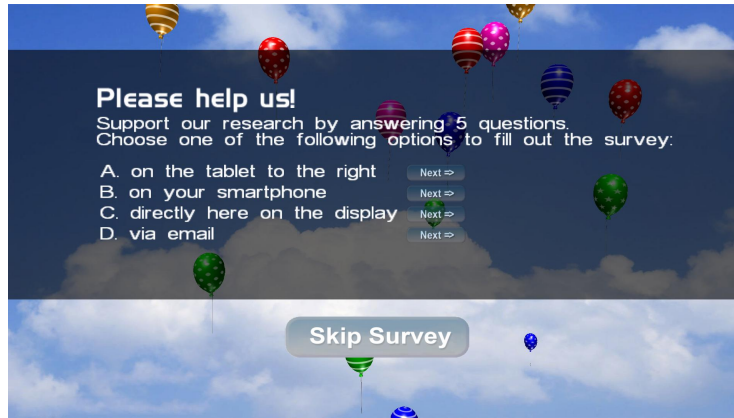 Please help us!
Support our research by answering 5 questions.
Choose one of the following options to fill out the survey:
A. on the tablet to the right Next =>
B. on your smartphone Next =>
C. directly here on the display Next =>
D. via email Next =>
Skip Survey